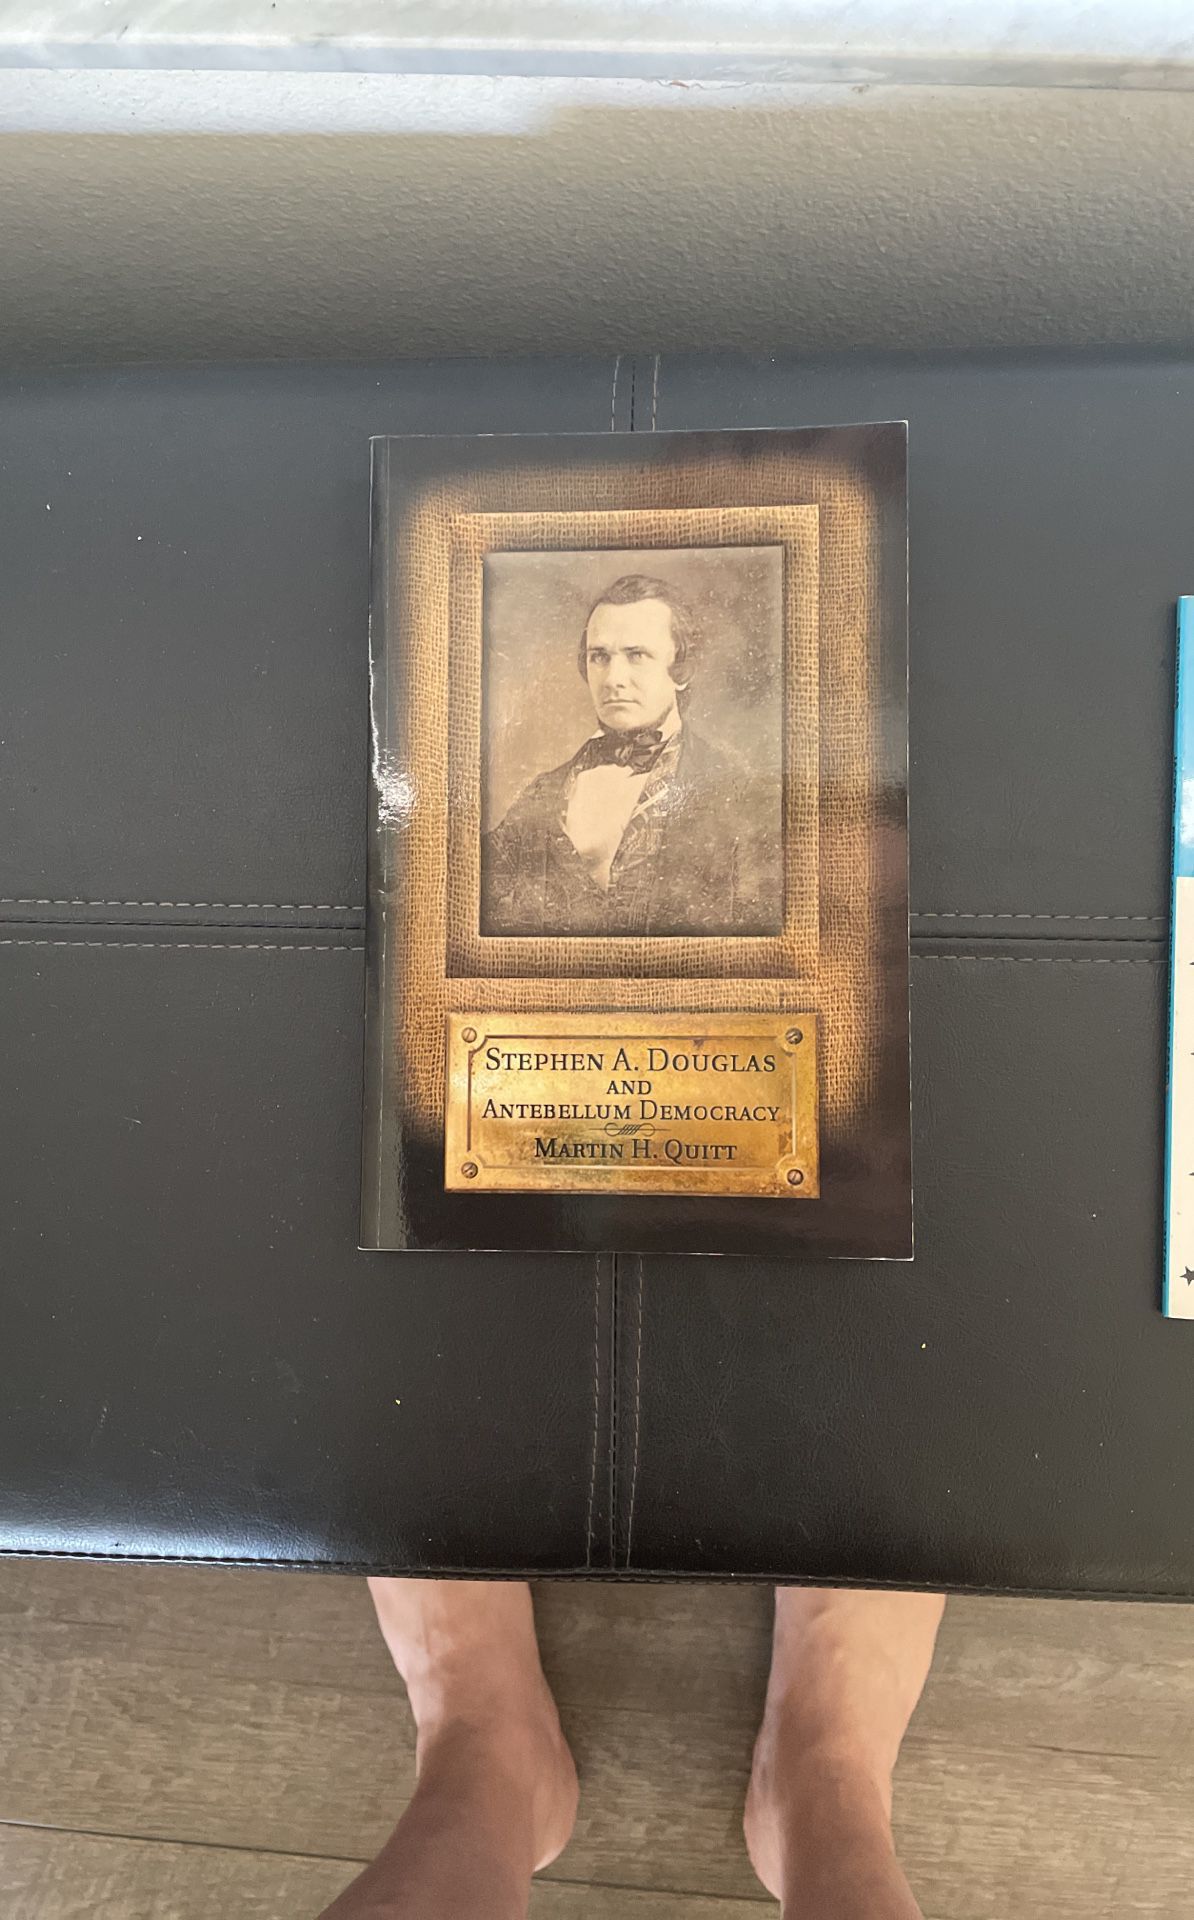 Stephen A. Douglas
and
Antebellum Democracy
Martin H. Quitt